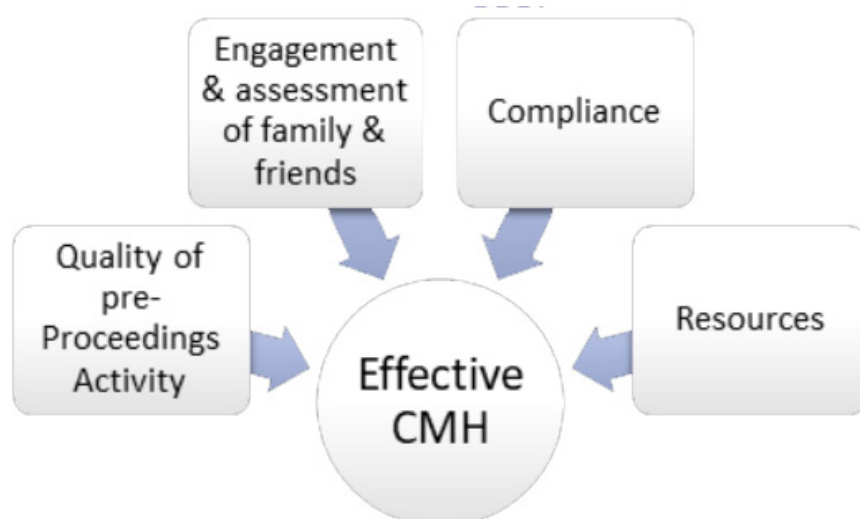 Engagement
& assessment
of family &
friends
Compliance
Quality of
pre-
Proceedings
Activity
Resources
Effective
CMH